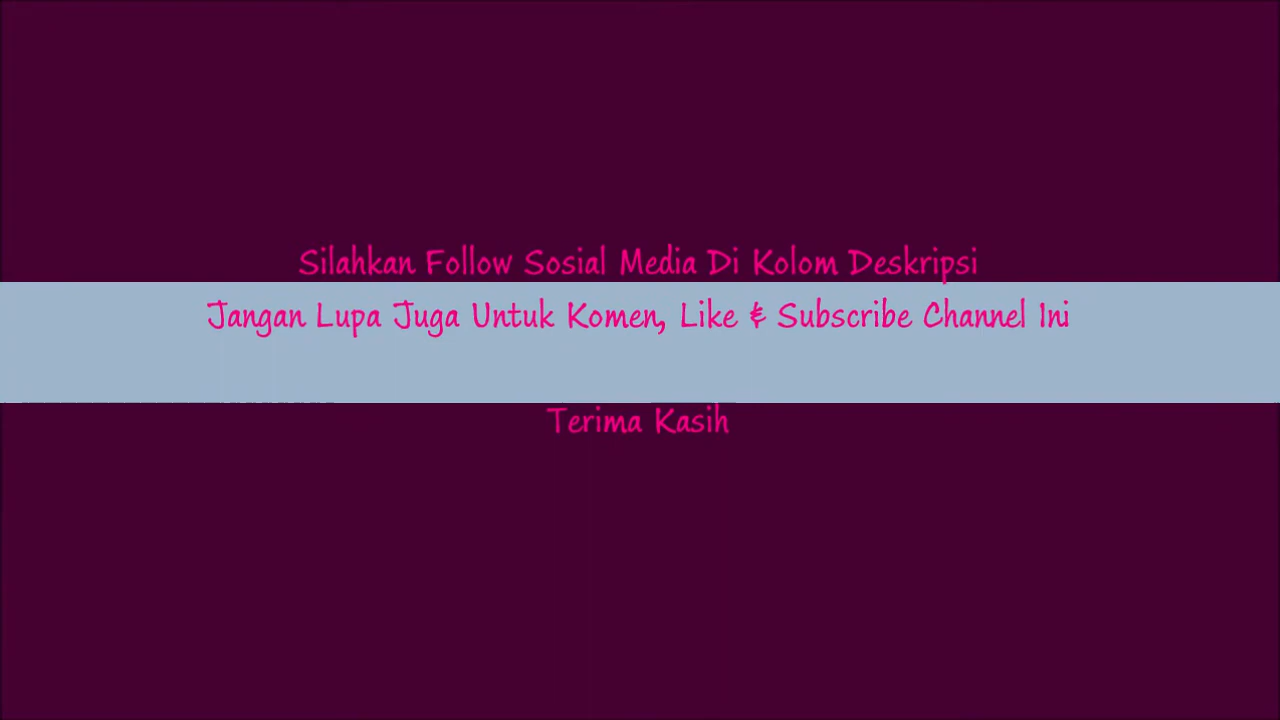 Silahkan Follow Sosial Media Di Kolom Deskripsi
Jangan Lupa Juga Untuk Komen, Like & Subscribe Channel Ini
Terima Kasih